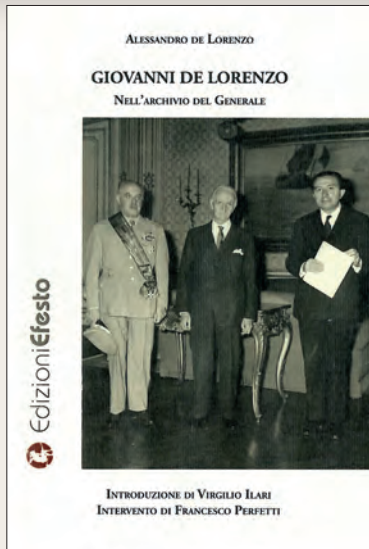 ALESSANDRO DE LORENZO
GIOVANNI DE LORENZO
NELL'ARCHIVIO DEL GENERALE
EdizioniEfesto
INTRODUZIONE DI VIRGILIO ILARI
INTERVENTO DI FRANCESCO PERFETTI